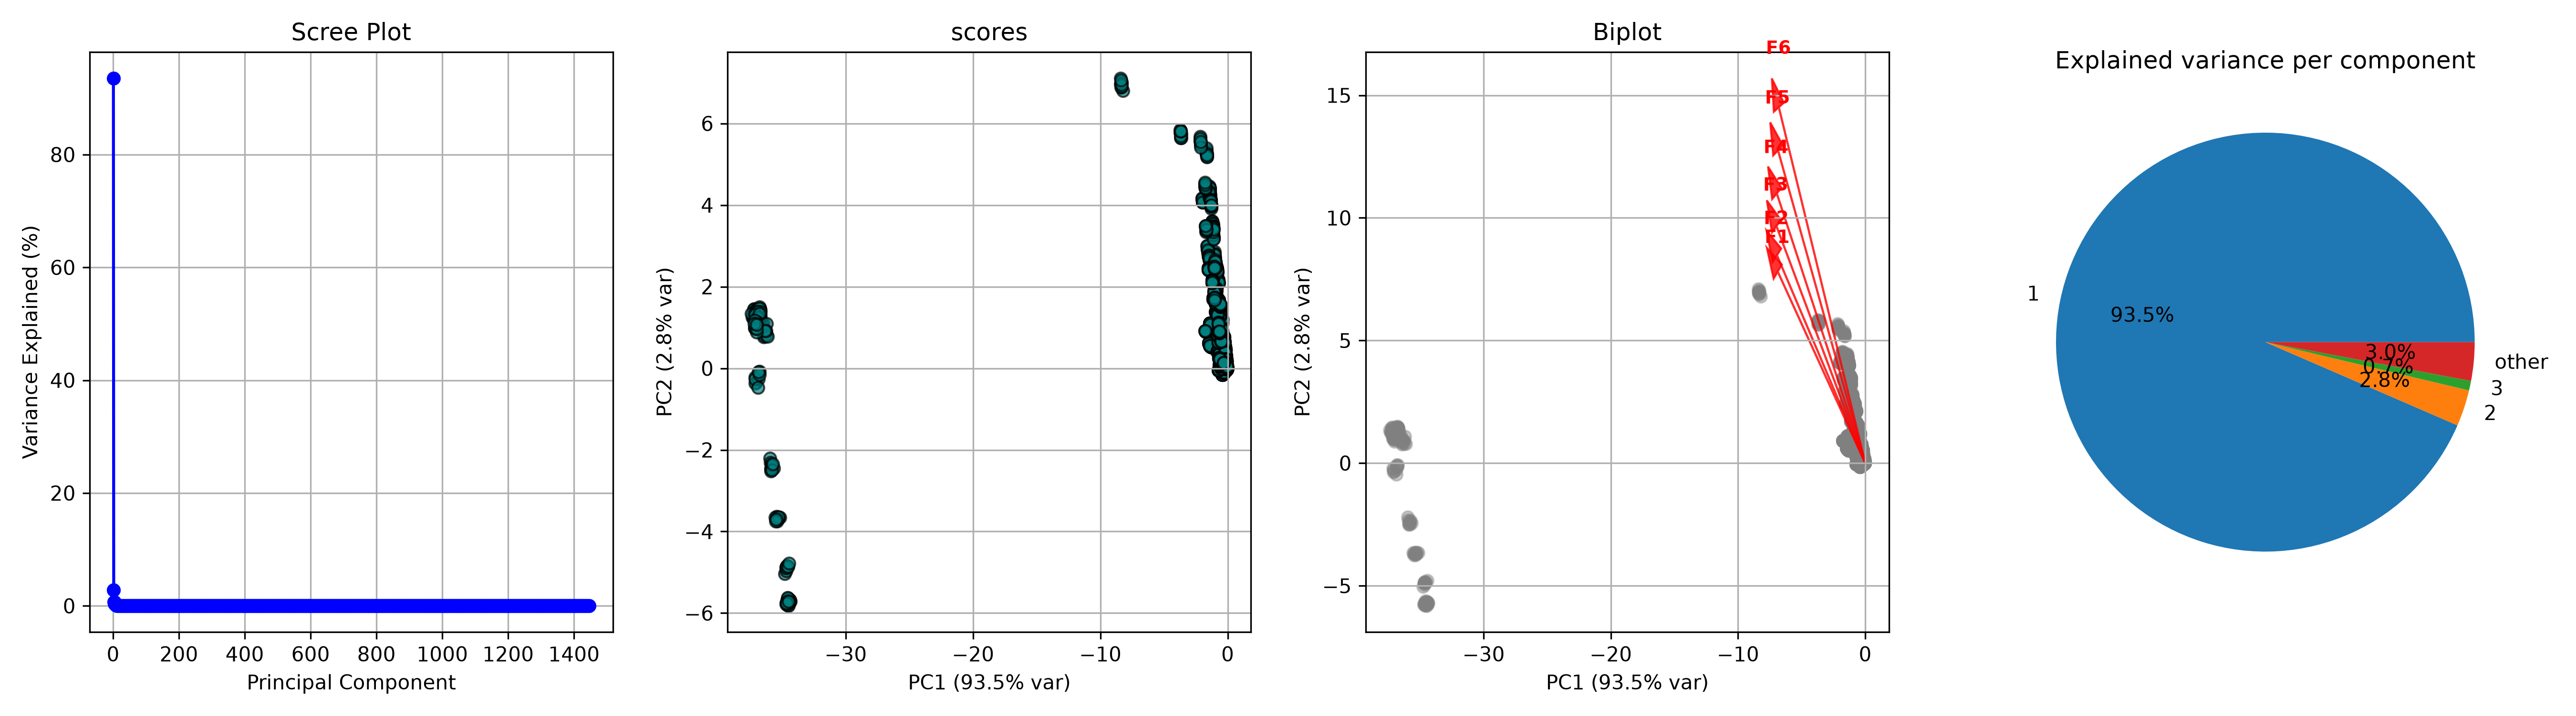 Scree Plot
Variance Explained (%)
80
60
40
20
0
0 200 400 600 800 1000 1200 1400
Principal Component
scores
PC2 (2.8% var)
6
4
2
0
−2
−4
−6
−30 −20 −10 0
PC1 (93.5% var)
Biplot
PC2 (2.8% var)
15
10
5
0
−5
F6
F5
F4
F3
F2
F1
−30 −20 −10 0
PC1 (93.5% var)
Explained variance per component
1
93.5%
3.0%
0.7%
2.8%
other
3
2